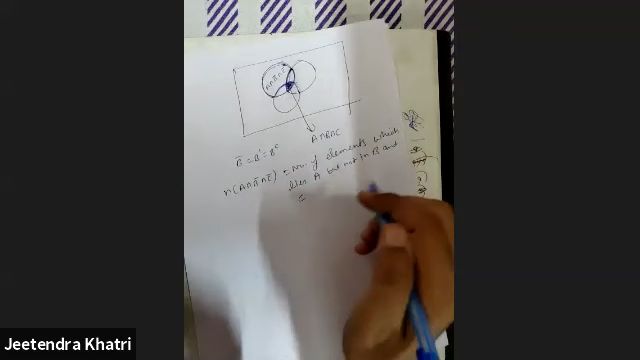 A∩B̄∩C̄
A∩B∩C
B̄ = B' = B^c
n(A∩B̄∩C̄) = No. of elements which
lies A but not in B and
=
Jeetendra Khatri